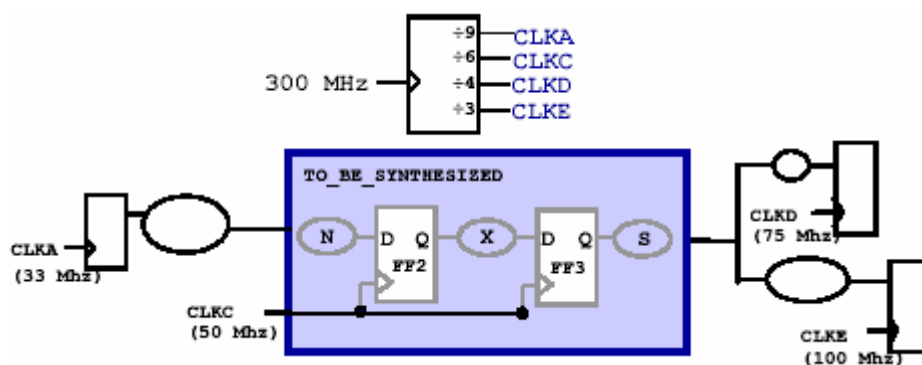 ÷9 CLKA
÷6 CLKC
300 MHz ÷4 CLKD
÷3 CLKE
TO_BE_SYNTHESIZED
N D Q X D Q S
FF2 FF3
CLKA
(33 Mhz)
CLKC
(50 Mhz)
CLKD
(75 Mhz)
CLKE
(100 Mhz)